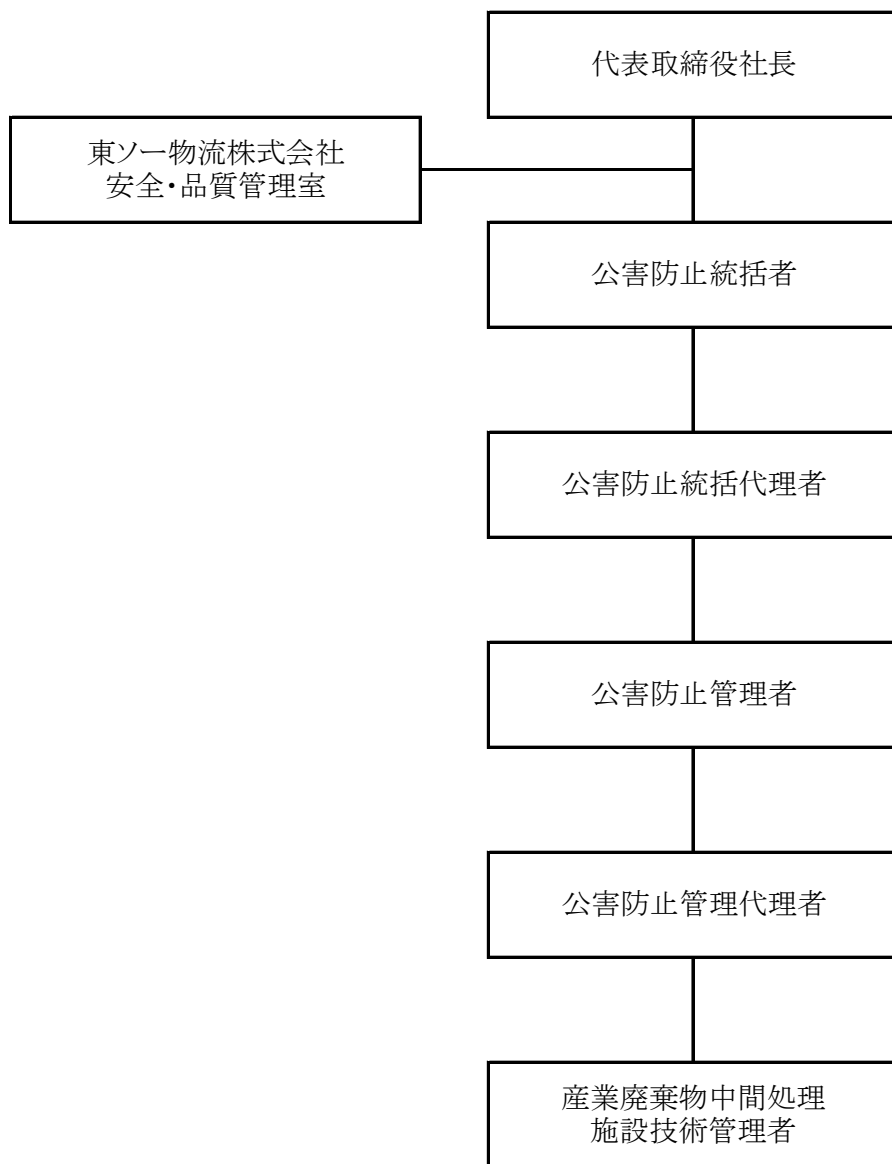 代表取締役社長
東ソー物流株式会社
安全・品質管理室
公害防止統括者
公害防止統括代理者
公害防止管理者
公害防止管理代理者
産業廃棄物中間処理
施設技術管理者